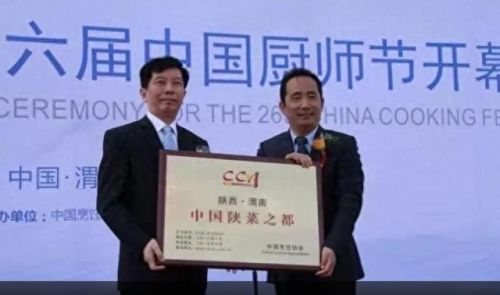 六届中国厨师节开幕
CEREMONY FOR THE 26 CHINA COOKING FE
中国·渭
办单位：中国烹饪
CCA
陕西·渭南
中国陕菜之都
中国烹饪协会